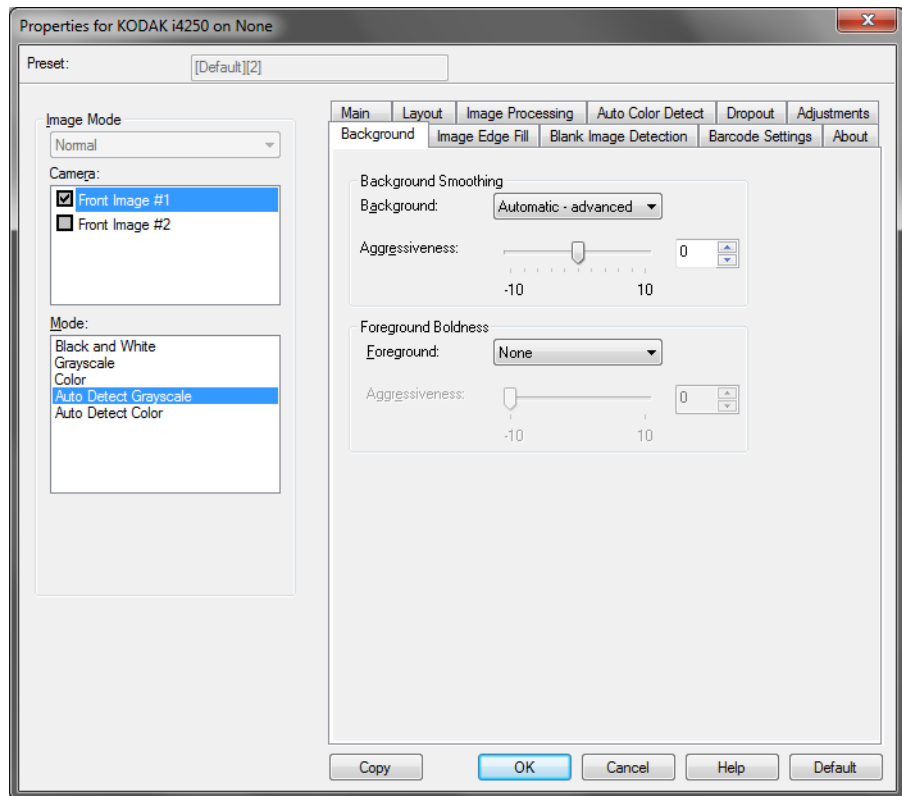 Properties for KODAK i4250 on None
x
Preset:
[Default][2]
Image Mode
Normal
Camera:
Front Image #1
Front Image #2
Mode:
Black and White
Grayscale
Color
Auto Detect Grayscale
Auto Detect Color
Main Layout Image Processing Auto Color Detect Dropout Adjustments
Background Image Edge Fill Blank Image Detection Barcode Settings About
Background Smoothing
Background: Automatic - advanced
Aggressiveness: 0
-10 10
Foreground Boldness
Foreground: None
Aggressiveness: 0
-10 10
Copy OK Cancel Help Default